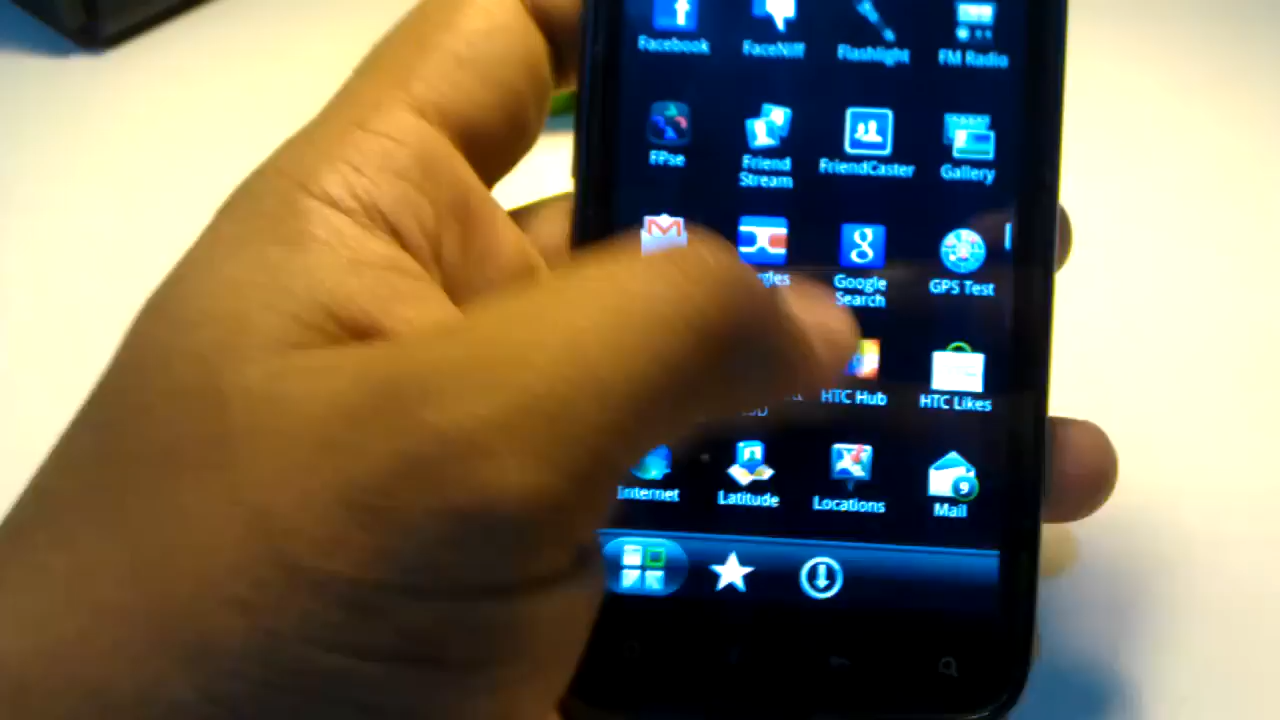 Facebook FaceNiff Flashlight FM Radio
FPse Friend Stream FriendCaster Gallery
Google Search GPS Test
HTC Hub HTC Likes
Internet Latitude Locations Mail
9